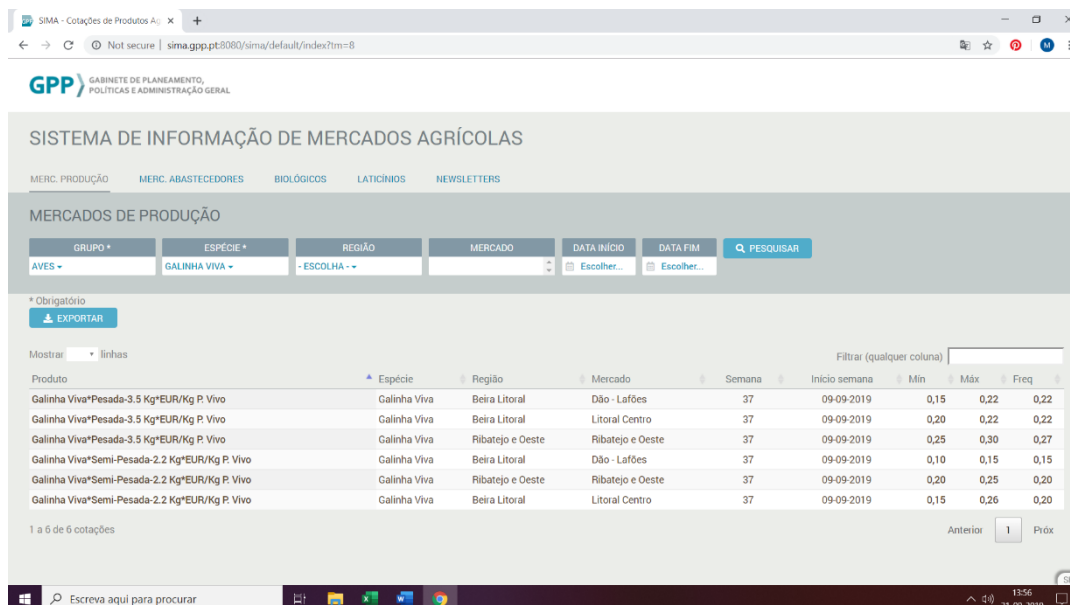 SIMA - Cotações de Produtos Ag
Not secure | sima.gpp.pt:8080/sima/default/index?tm=8
M
GPP GABINETE DE PLANEAMENTO,
POLÍTICAS E ADMINISTRAÇÃO GERAL
SISTEMA DE INFORMAÇÃO DE MERCADOS AGRÍCOLAS
MERC. PRODUÇÃO MERC. ABASTECEDORES BIOLÓGICOS LATICÍNIOS NEWSLETTERS
MERCADOS DE PRODUÇÃO
GRUPO * ESPÉCIE * REGIÃO MERCADO DATA INÍCIO DATA FIM PESQUISAR
AVES GALINHA VIVA - ESCOLHA - Escolher... Escolher...
* Obrigatório
EXPORTAR
Mostrar linhas Filtrar (qualquer coluna)
Produto Espécie Região Mercado Semana Início semana Mín Máx Freq
Galinha Viva*Pesada-3.5 Kg*EUR/Kg P. Vivo Galinha Viva Beira Litoral Dão - Lafões 37 09-09-2019 0,15 0,22 0,22
Galinha Viva*Pesada-3.5 Kg*EUR/Kg P. Vivo Galinha Viva Beira Litoral Litoral Centro 37 09-09-2019 0,20 0,22 0,22
Galinha Viva*Pesada-3.5 Kg*EUR/Kg P. Vivo Galinha Viva Ribatejo e Oeste Ribatejo e Oeste 37 09-09-2019 0,25 0,30 0,27
Galinha Viva*Semi-Pesada-2.2 Kg*EUR/Kg P. Vivo Galinha Viva Beira Litoral Dão - Lafões 37 09-09-2019 0,10 0,15 0,15
Galinha Viva*Semi-Pesada-2.2 Kg*EUR/Kg P. Vivo Galinha Viva Ribatejo e Oeste Ribatejo e Oeste 37 09-09-2019 0,20 0,25 0,20
Galinha Viva*Semi-Pesada-2.2 Kg*EUR/Kg P. Vivo Galinha Viva Beira Litoral Litoral Centro 37 09-09-2019 0,15 0,26 0,20
1 a 6 de 6 cotações Anterior 1 Próx
Escreva aqui para procurar 13:56